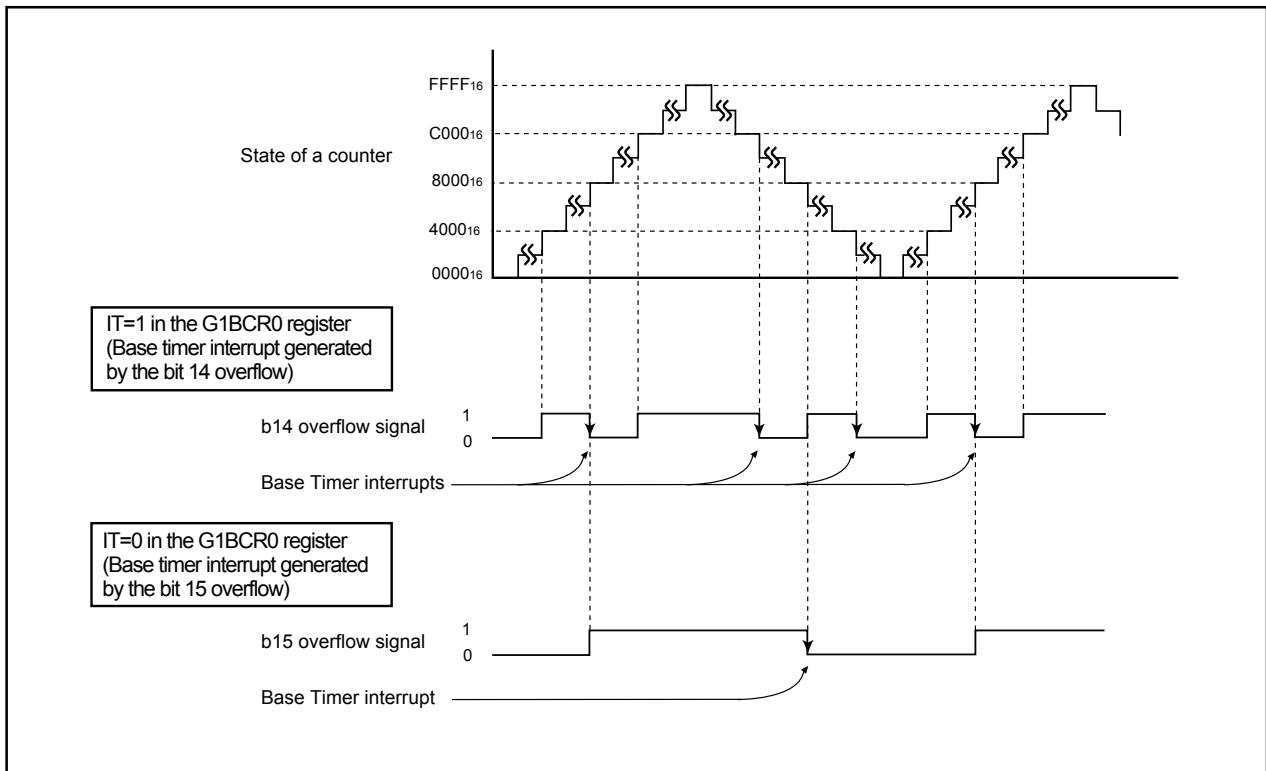 FFFF16
C00016
State of a counter
800016
400016
000016
IT=1 in the G1BCR0 register
(Base timer interrupt generated
by the bit 14 overflow)
b14 overflow signal
1
0
Base Timer interrupts
IT=0 in the G1BCR0 register
(Base timer interrupt generated
by the bit 15 overflow)
b15 overflow signal
1
0
Base Timer interrupt